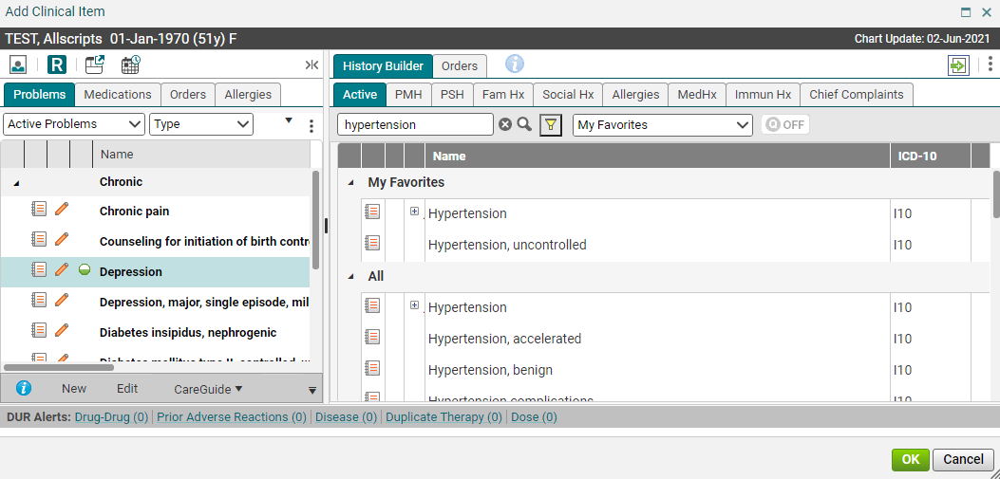 Add Clinical Item
TEST, Allscripts 01-Jan-1970 (51y) F
Chart Update: 02-Jun-2021
R
Problems Medications Orders Allergies
Active Problems Type
Name
Chronic
Chronic pain
Counseling for initiation of birth contr
Depression
Depression, major, single episode, mil
Diabetes insipidus, nephrogenic
Diabetes mellitus type II, controlled, w
New Edit CareGuide
History Builder Orders
Active PMH PSH Fam Hx Social Hx Allergies MedHx Immun Hx Chief Complaints
hypertension My Favorites Q OFF
Name ICD-10
My Favorites
Hypertension I10
Hypertension, uncontrolled I10
All
Hypertension I10
Hypertension, accelerated I10
Hypertension, benign I10
Hypertension complications I10
DUR Alerts: Drug-Drug (0) Prior Adverse Reactions (0) Disease (0) Duplicate Therapy (0) Dose (0)
OK Cancel